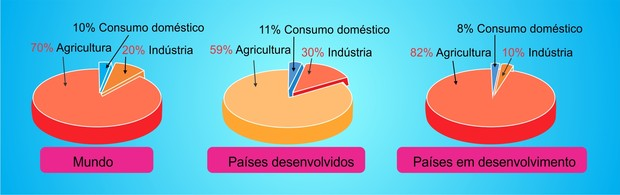 10% Consumo doméstico
70% Agricultura
20% Indústria
Mundo
11% Consumo doméstico
59% Agricultura
30% Indústria
Países desenvolvidos
8% Consumo doméstico
82% Agricultura
10% Indústria
Países em desenvolvimento